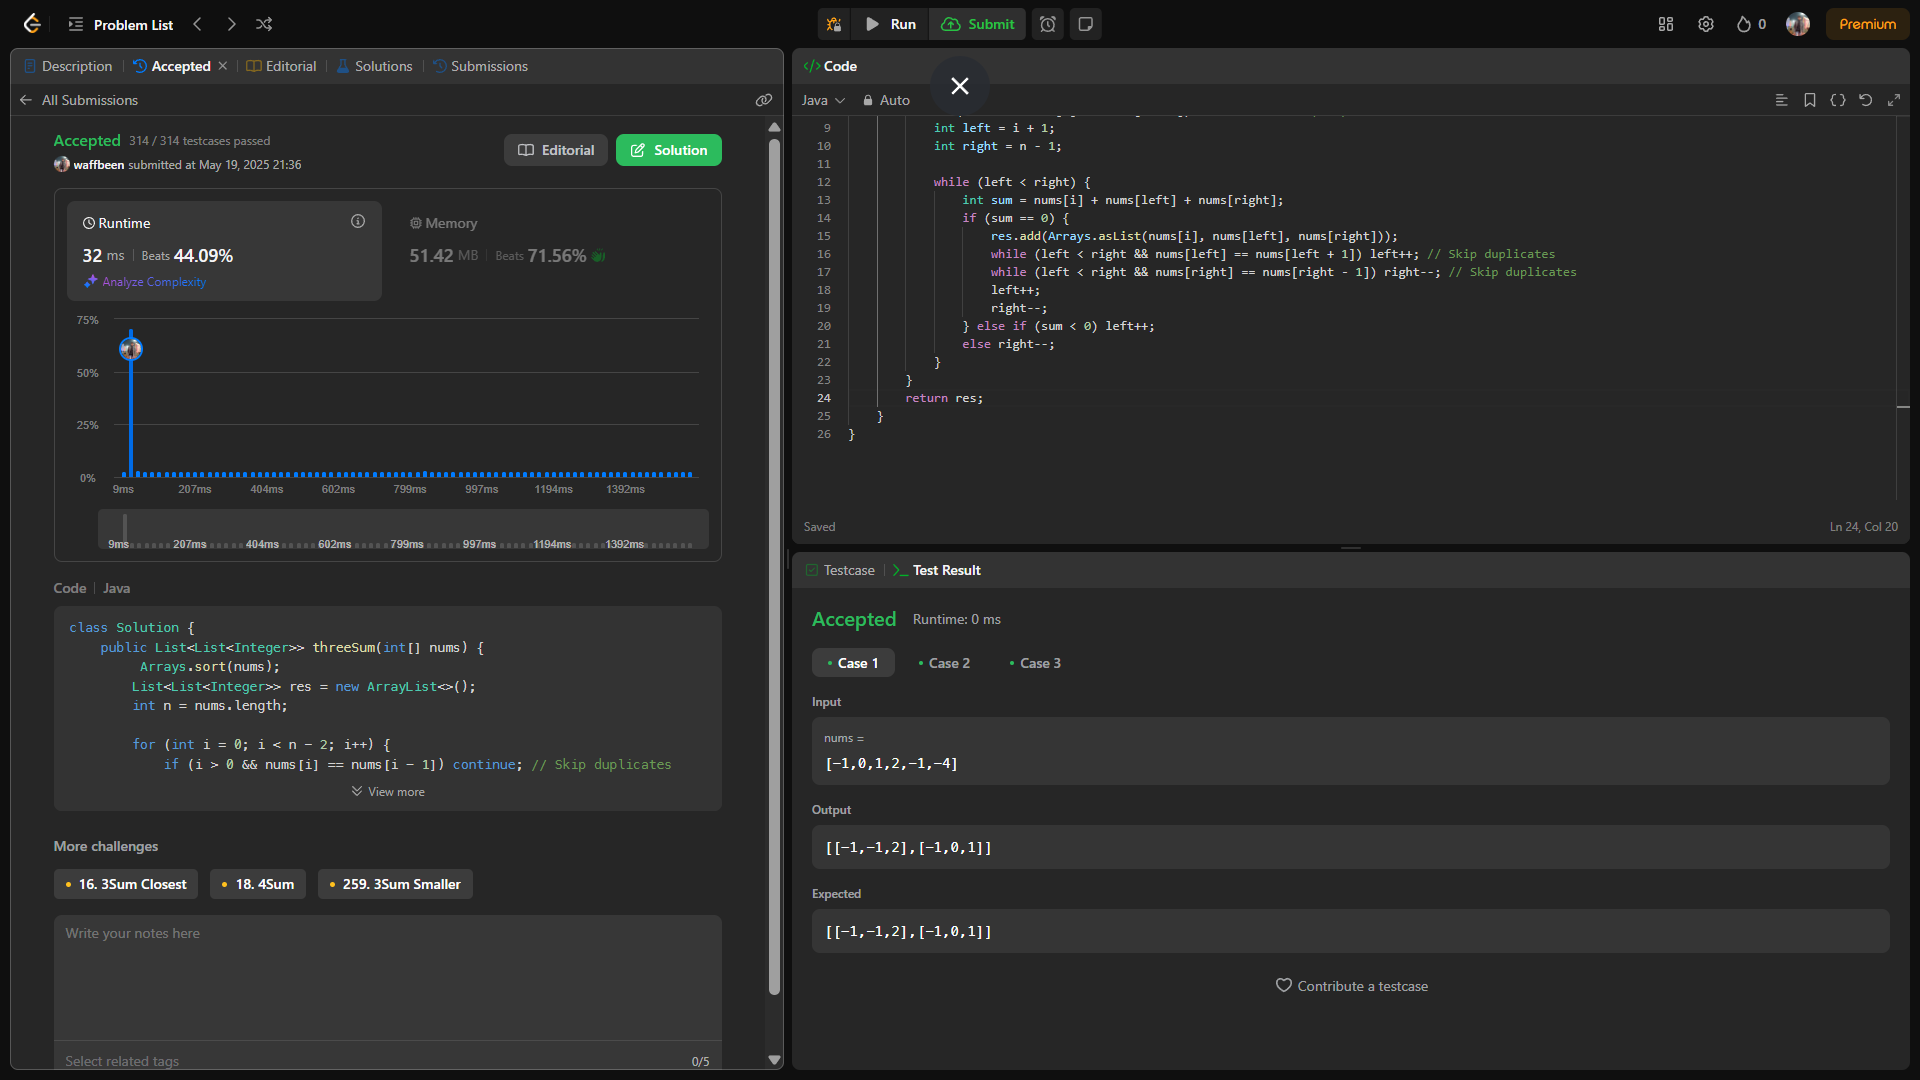 Problem List
Run
Submit
0
Premium
Description
Accepted
Editorial
Solutions
Submissions
All Submissions
Accepted 314 / 314 testcases passed
waffbeen submitted at May 19, 2025 21:36
Editorial
Solution
Runtime
32 ms Beats 44.09%
Analyze Complexity
Memory
51.42 MB Beats 71.56%
75%
50%
25%
0%
9ms 207ms 404ms 602ms 799ms 997ms 1194ms 1392ms
9ms 207ms 404ms 602ms 799ms 997ms 1194ms 1392ms
Code Java
class Solution {
    public List<List<Integer>> threeSum(int[] nums) {
         Arrays.sort(nums);
        List<List<Integer>> res = new ArrayList<>();
        int n = nums.length;
        for (int i = 0; i < n - 2; i++) {
            if (i > 0 && nums[i] == nums[i - 1]) continue; // Skip duplicates
View more
More challenges
16. 3Sum Closest
18. 4Sum
259. 3Sum Smaller
Write your notes here
Select related tags
0/5
</> Code
Java
Auto
9 int left = i + 1;
10 int right = n - 1;
11
12 while (left < right) {
13 int sum = nums[i] + nums[left] + nums[right];
14 if (sum == 0) {
15 res.add(Arrays.asList(nums[i], nums[left], nums[right]));
16 while (left < right && nums[left] == nums[left + 1]) left++; // Skip duplicates
17 while (left < right && nums[right] == nums[right - 1]) right--; // Skip duplicates
18 left++;
19 right--;
20 } else if (sum < 0) left++;
21 else right--;
22 }
23 }
24 return res;
25 }
26 }
Saved
Ln 24, Col 20
Testcase
Test Result
Accepted Runtime: 0 ms
Case 1
Case 2
Case 3
Input
nums =
[-1,0,1,2,-1,-4]
Output
[[-1,-1,2],[-1,0,1]]
Expected
[[-1,-1,2],[-1,0,1]]
Contribute a testcase